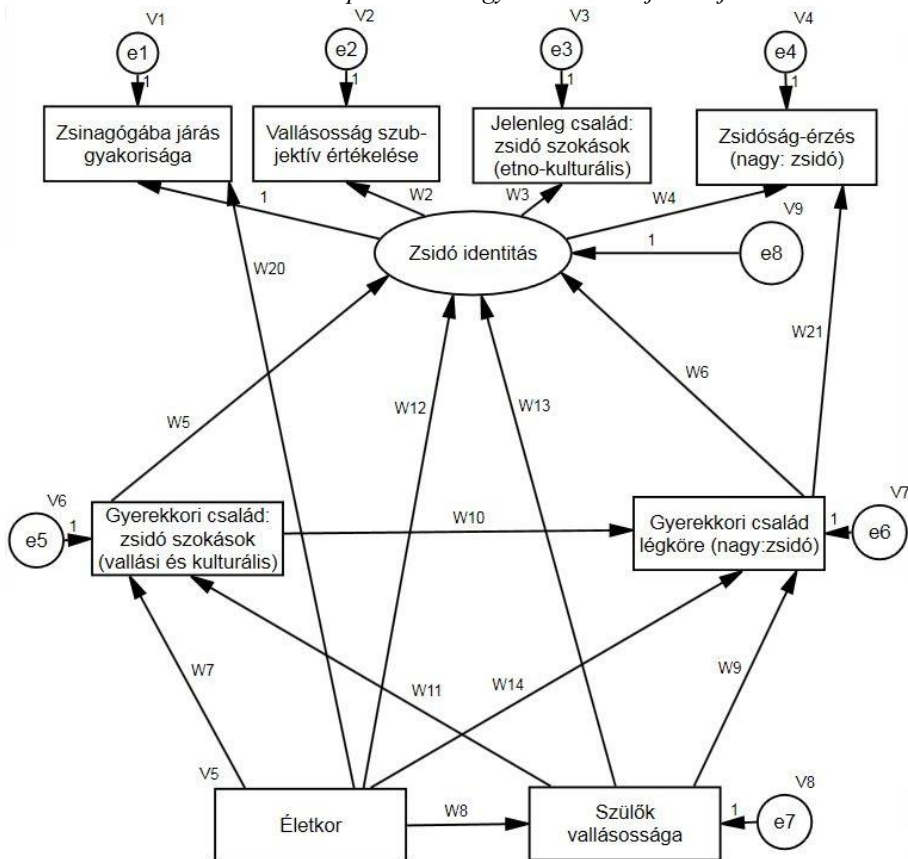 V1
V2
V3
V4
e1
e2
e3
e4
1
1
1
1
Zsinagógába járás
gyakorisága
Vallásosság szub-
jektív értékelése
Jelenleg család:
zsidó szokások
(etno-kulturális)
Zsidóság-érzés
(nagy: zsidó)
1
W2
W3
W4
V9
Zsidó identitás
1
e8
W20
W21
W6
W12
W13
W5
V6
e5
1
Gyerekkori család:
zsidó szokások
(vallási és kulturális)
W10
Gyerekkori család
légköre (nagy:zsidó)
V7
1
e6
W7
W11
W14
W9
V5
Életkor
W8
Szülők
vallásossága
V8
1
e7